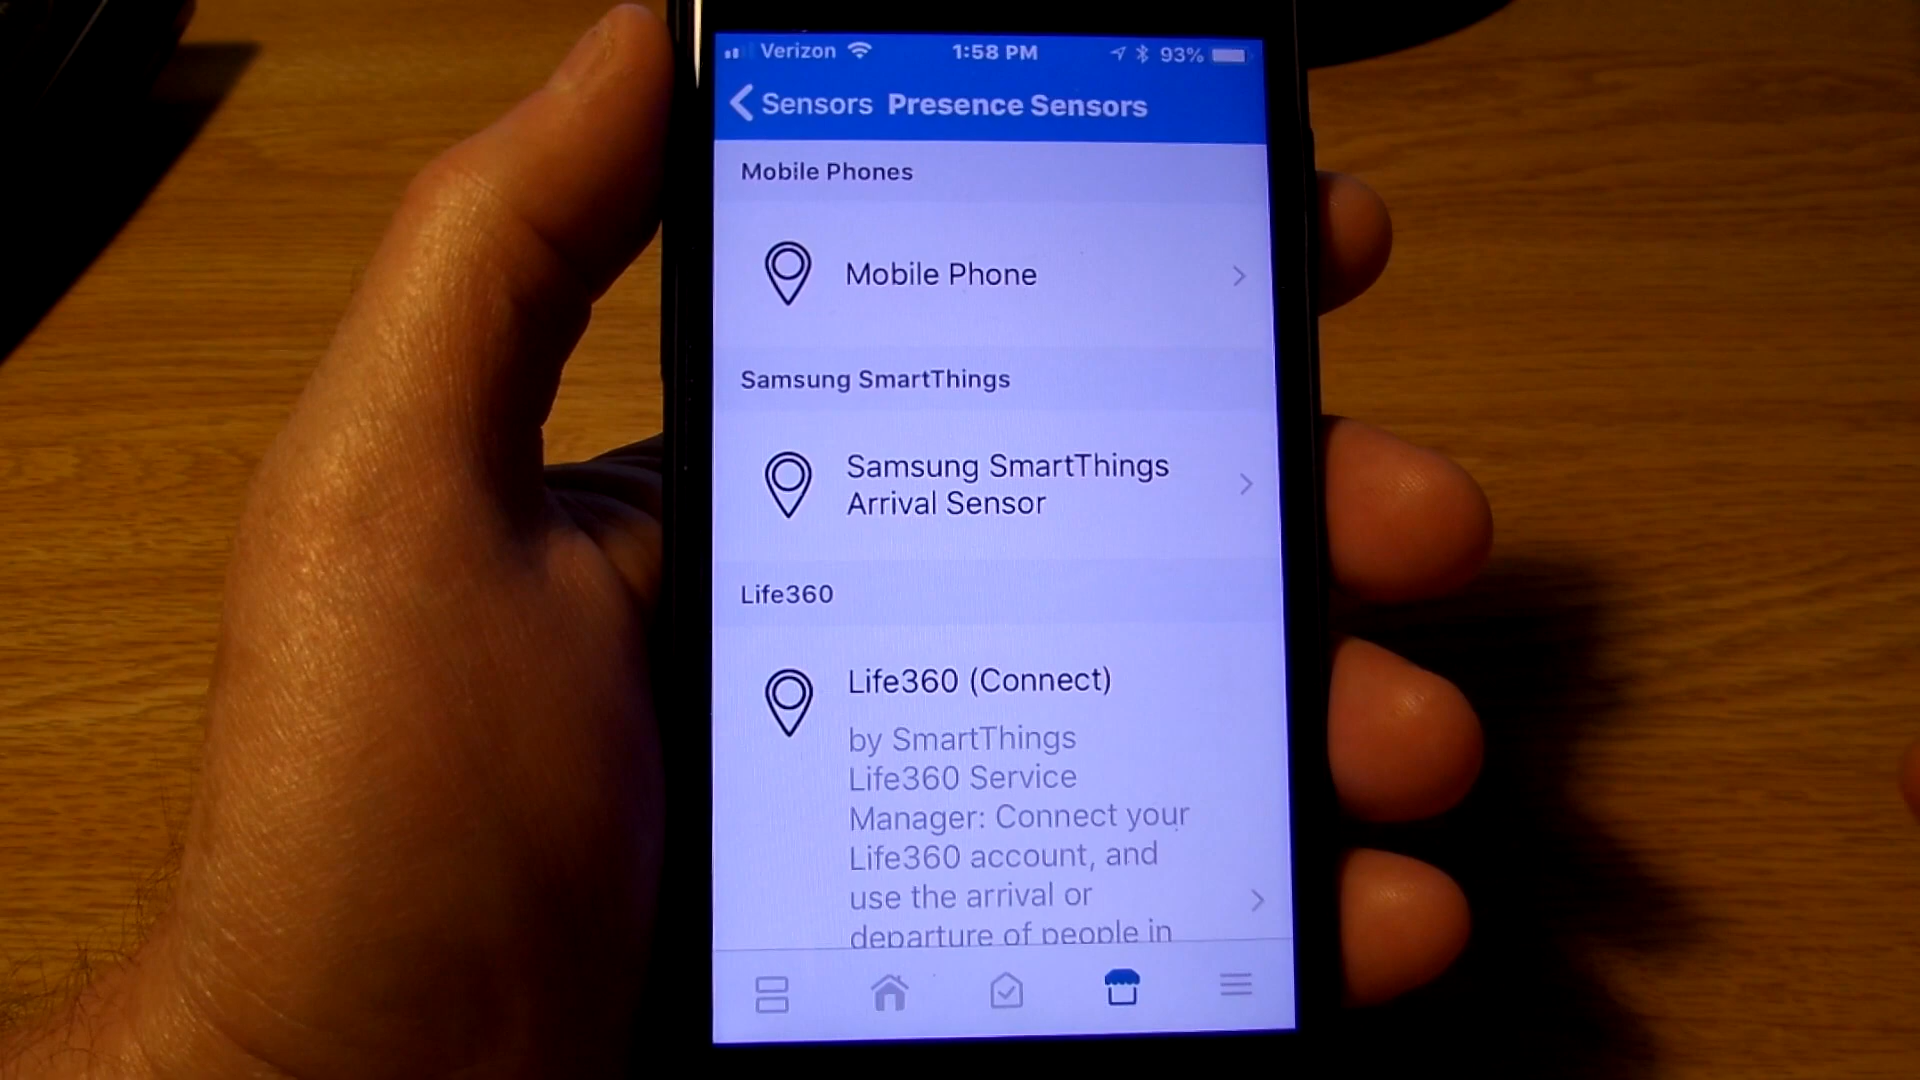 Verizon 1:58 PM 93%
Sensors Presence Sensors
Mobile Phones
Mobile Phone
Samsung SmartThings
Samsung SmartThings
Arrival Sensor
Life360
Life360 (Connect)
by SmartThings
Life360 Service
Manager: Connect your
Life360 account, and
use the arrival or
departure of people in